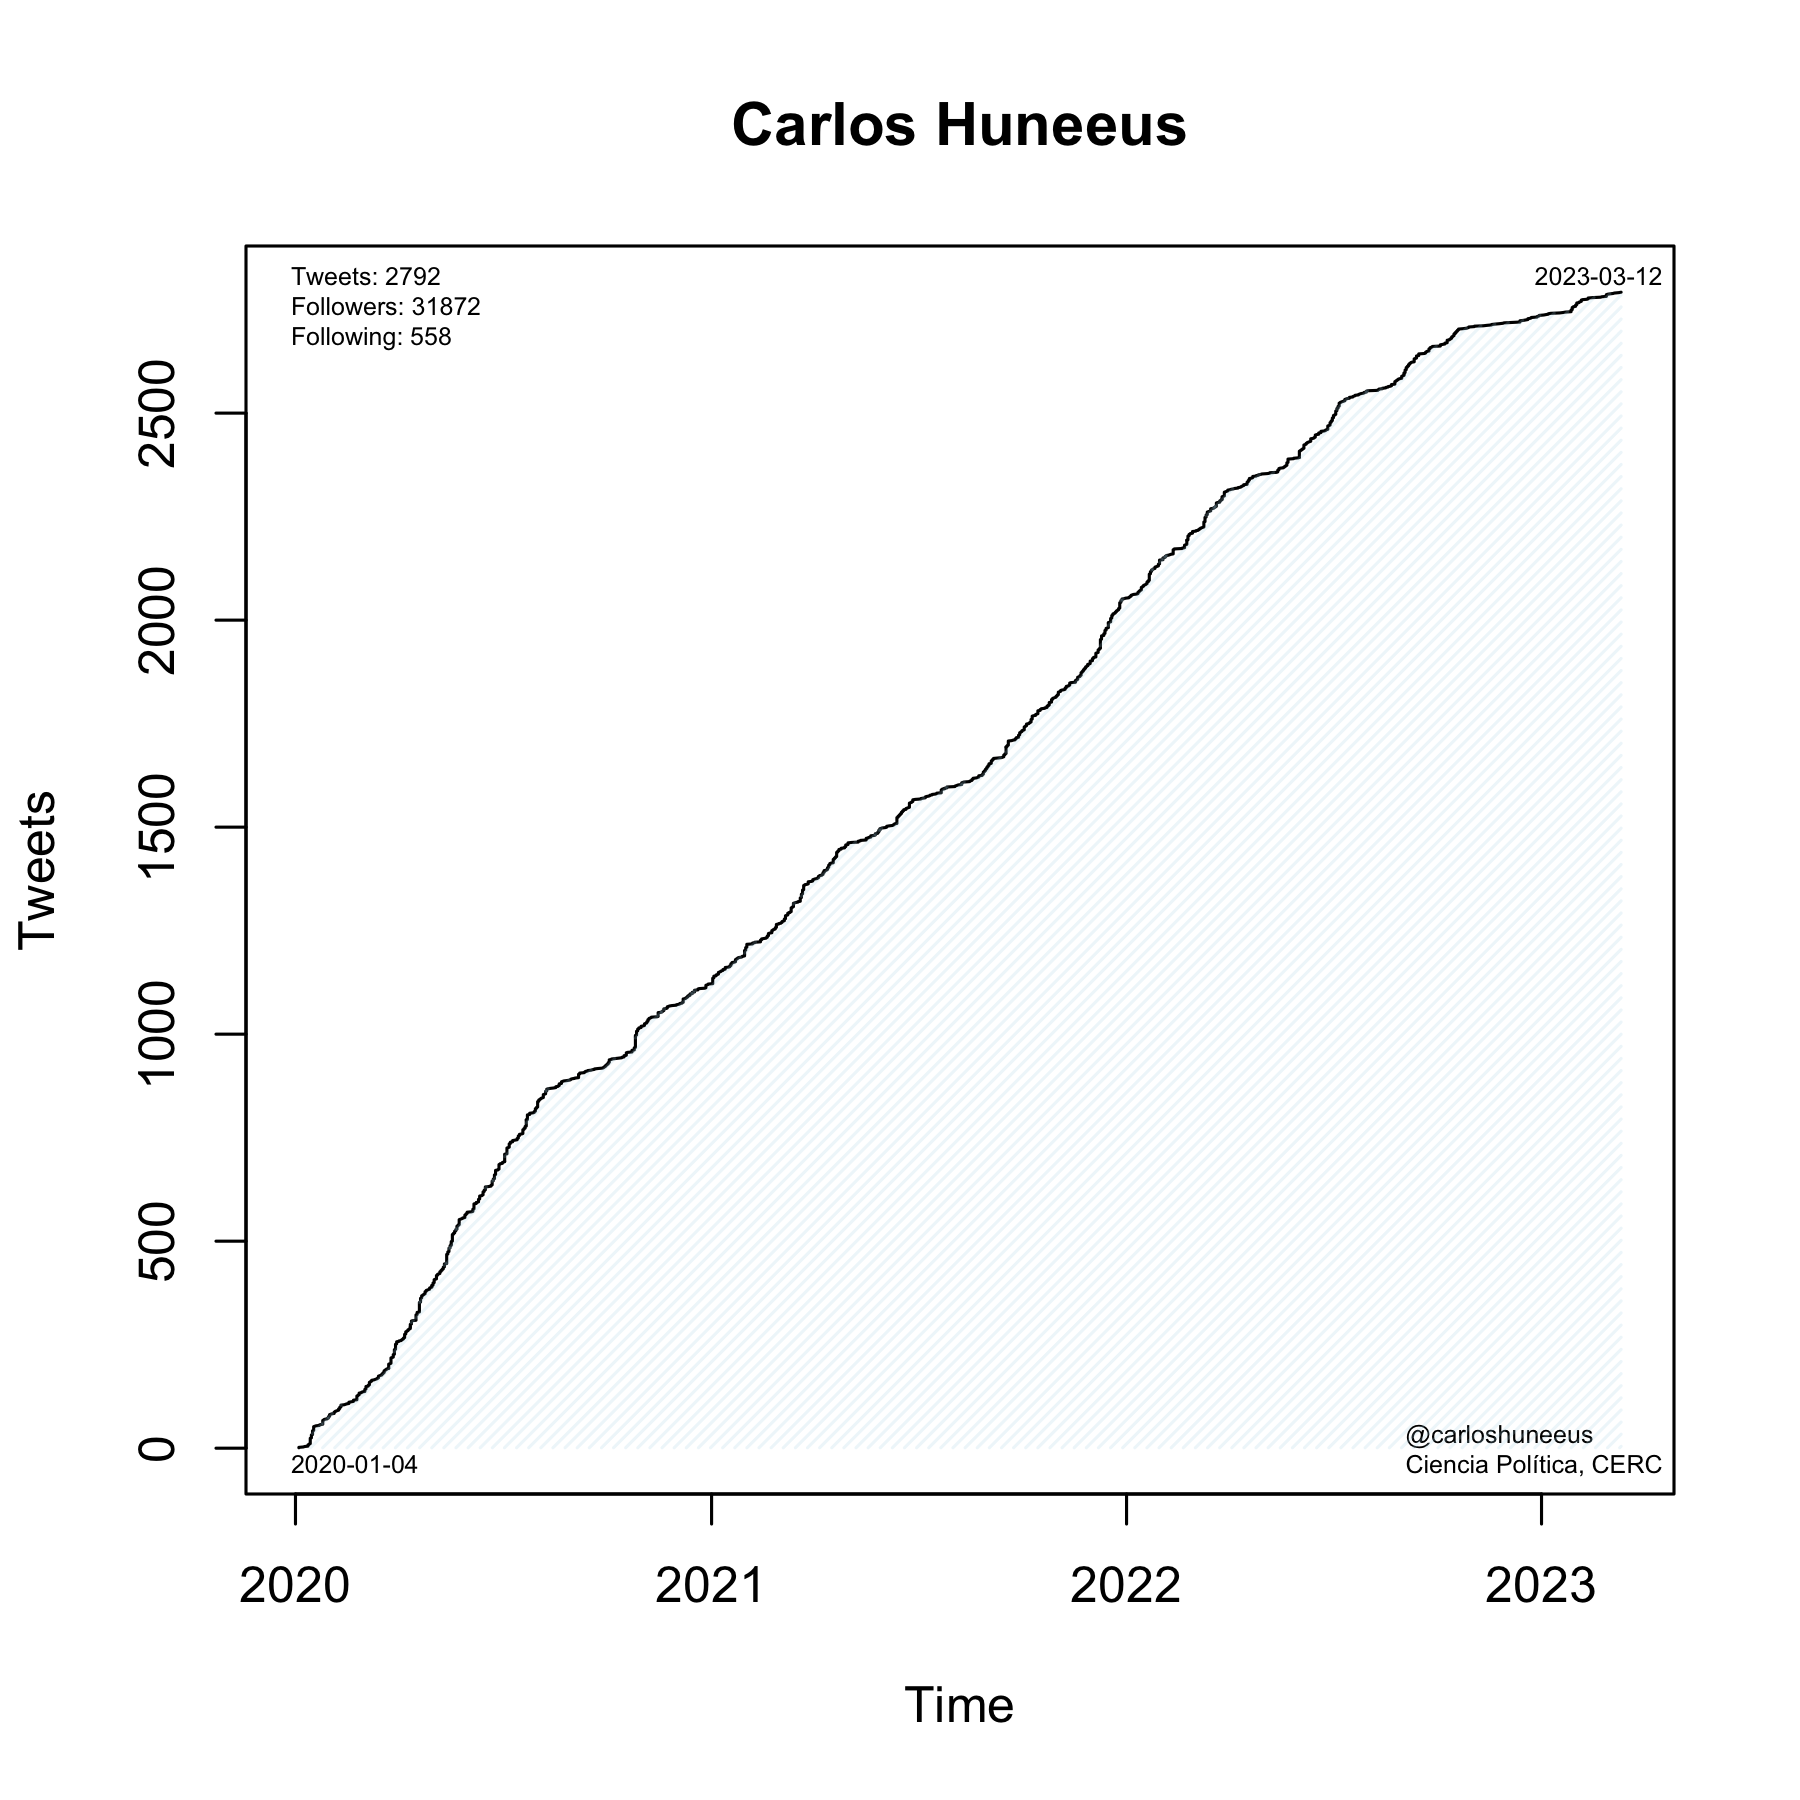 Carlos Huneeus
Tweets: 2792
Followers: 31872
Following: 558
2023-03-12
Tweets
2500
2000
1500
1000
500
0
2020-01-04
@carloshuneeus
Ciencia Política, CERC
2020
2021
2022
2023
Time